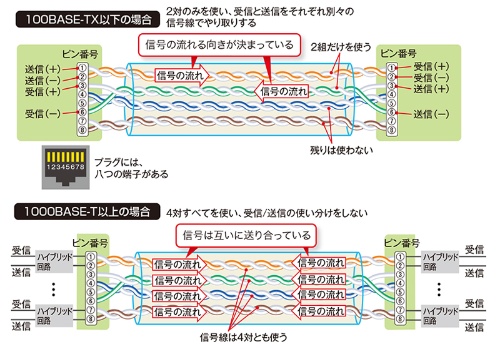 100BASE-TX以下の場合
2対のみを使い、受信と送信をそれぞれ別々の
信号線でやり取りする
信号の流れる向きが決まっている
2組だけを使う
ピン番号
送信(+)
送信(−)
受信(+)
受信(−)
①
②
③
④
⑤
⑥
⑦
⑧
信号の流れ
信号の流れ
残りは使わない
ピン番号
①
②
③
④
⑤
⑥
⑦
⑧
受信(+)
受信(−)
送信(+)
送信(−)
12345678
プラグには、
八つの端子がある
1000BASE-T以上の場合
4対すべてを使い、受信/送信の使い分けをしない
信号は互いに送り合っている
受信
送信
ハイブリッド
回路
受信
送信
ハイブリッド
回路
ピン番号
①
②
③
④
⑤
⑥
⑦
⑧
信号の流れ
信号の流れ
信号の流れ
信号の流れ
信号の流れ
信号の流れ
信号の流れ
信号の流れ
信号線は4対とも使う
ピン番号
①
②
③
④
⑤
⑥
⑦
⑧
ハイブリッド
回路
受信
送信
ハイブリッド
回路
受信
送信